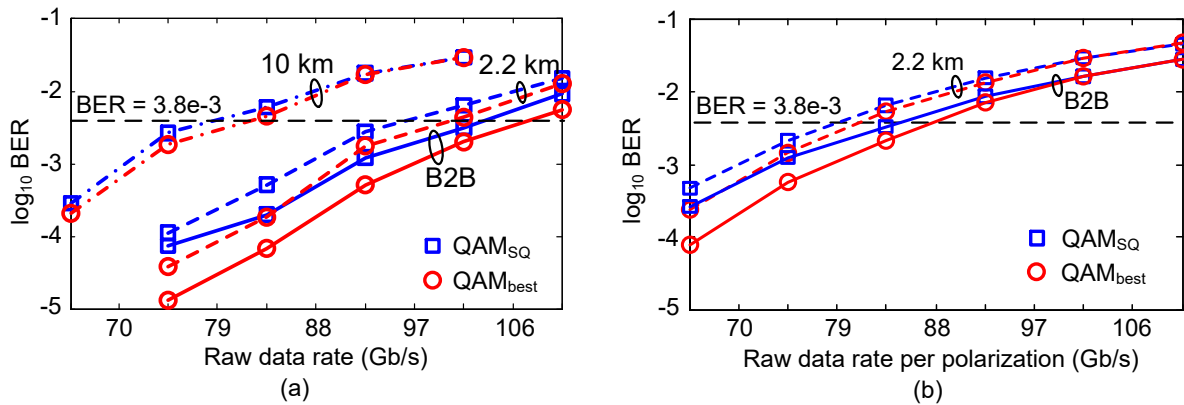 -1
-2
-3
-4
-5
log₁₀ BER
10 km
2.2 km
BER = 3.8e-3
B2B
QAM_SQ
QAM_best
70
79
88
97
106
Raw data rate (Gb/s)
(a)
-1
-2
-3
-4
-5
log₁₀ BER
2.2 km
BER = 3.8e-3
B2B
QAM_SQ
QAM_best
70
79
88
97
106
Raw data rate per polarization (Gb/s)
(b)